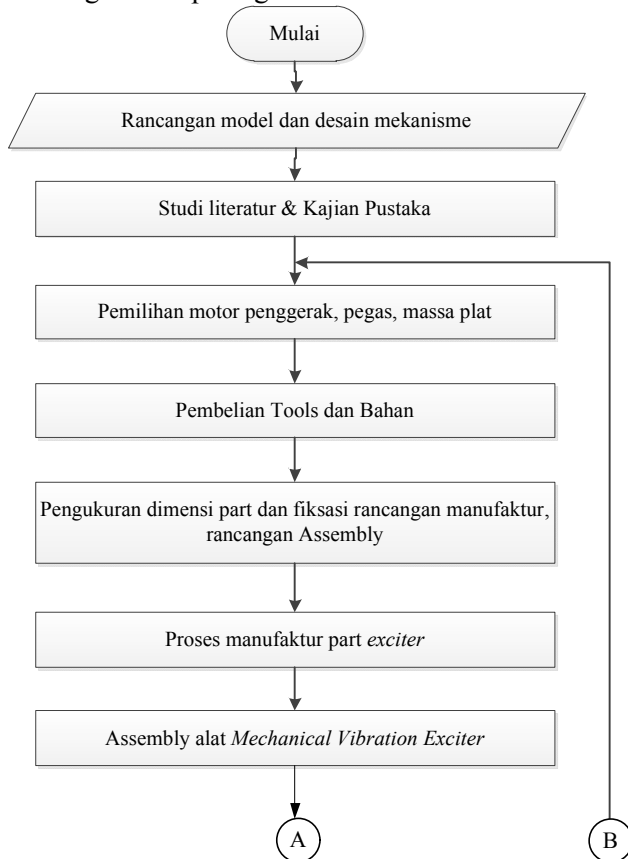 Mulai
Rancangan model dan desain mekanisme
Studi literatur & Kajian Pustaka
Pemilihan motor penggerak, pegas, massa plat
Pembelian Tools dan Bahan
Pengukuran dimensi part dan fiksasi rancangan manufaktur,
rancangan Assembly
Proses manufaktur part exciter
Assembly alat Mechanical Vibration Exciter
A
B